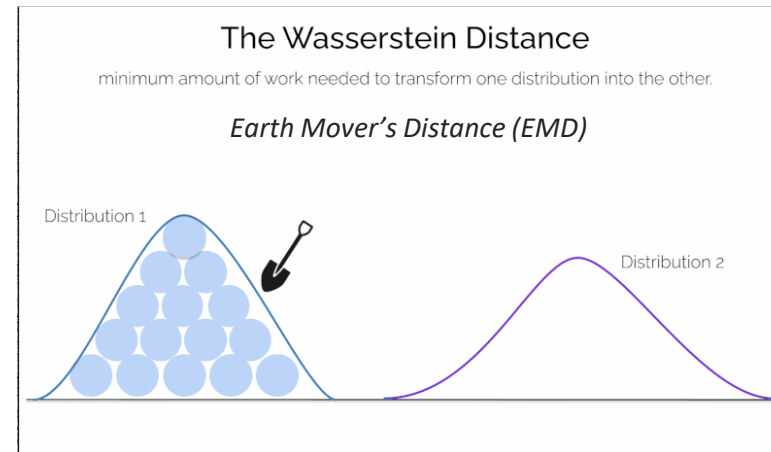 The Wasserstein Distance
minimum amount of work needed to transform one distribution into the other.
Earth Mover’s Distance (EMD)
Distribution 1
Distribution 2